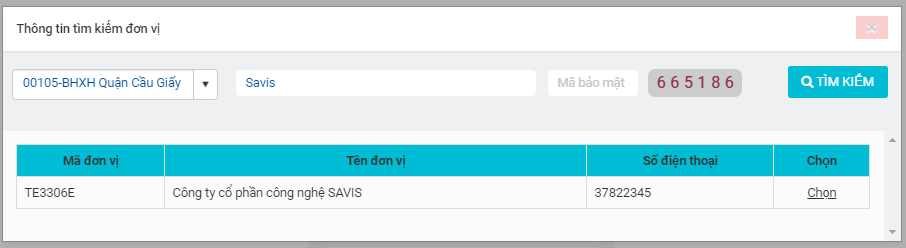 Thông tin tìm kiếm đơn vị
×
00105-BHXH Quận Cầu Giấy
Savis
Mã bảo mật
665186
TÌM KIẾM
Mã đơn vị
Tên đơn vị
Số điện thoại
Chọn
TE3306E
Công ty cổ phần công nghệ SAVIS
37822345
Chọn